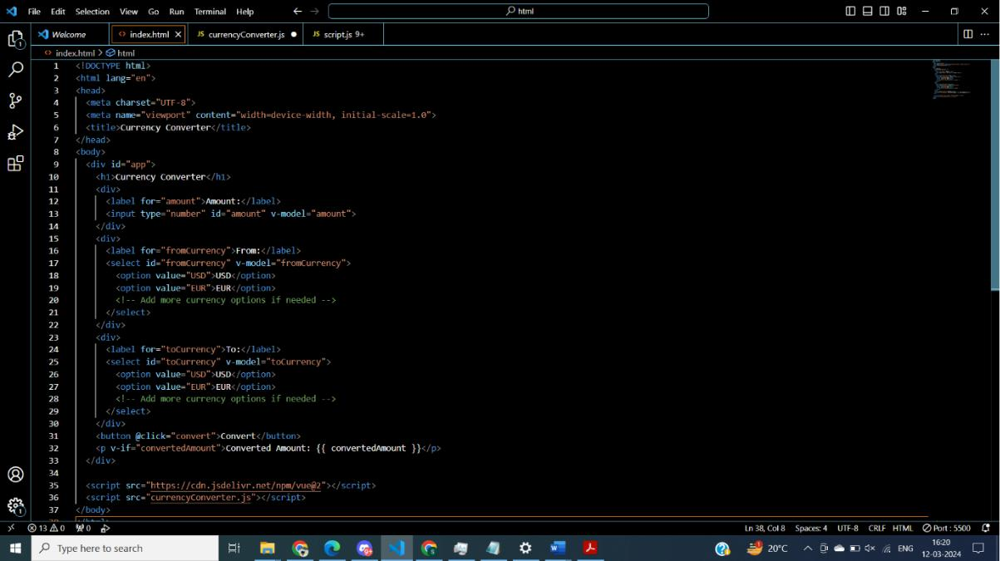 File Edit Selection View Go Run Terminal Help html
Welcome index.html currencyConverter.js script.js 9+
index.html > html
1 <!DOCTYPE html>
2 <html lang="en">
3 <head>
4 <meta charset="UTF-8">
5 <meta name="viewport" content="width=device-width, initial-scale=1.0">
6 <title>Currency Converter</title>
7 </head>
8 <body>
9 <div id="app">
10 <h1>Currency Converter</h1>
11 <div>
12 <label for="amount">Amount:</label>
13 <input type="number" id="amount" v-model="amount">
14 </div>
15 <div>
16 <label for="fromCurrency">From:</label>
17 <select id="fromCurrency" v-model="fromCurrency">
18 <option value="USD">USD</option>
19 <option value="EUR">EUR</option>
20 <!-- Add more currency options if needed -->
21 </select>
22 </div>
23 <div>
24 <label for="toCurrency">To:</label>
25 <select id="toCurrency" v-model="toCurrency">
26 <option value="USD">USD</option>
27 <option value="EUR">EUR</option>
28 <!-- Add more currency options if needed -->
29 </select>
30 </div>
31 <button @click="convert">Convert</button>
32 <p v-if="convertedAmount">Converted Amount: {{ convertedAmount }}</p>
33 </div>
34
35 <script src="https://cdn.jsdelivr.net/npm/vue@2"></script>
36 <script src="currencyConverter.js"></script>
37 </body>
13 0 0 Ln 38, Col 8 Spaces: 4 UTF-8 CRLF HTML Port : 5500
Type here to search 20°C ENG 16:20
12-03-2024